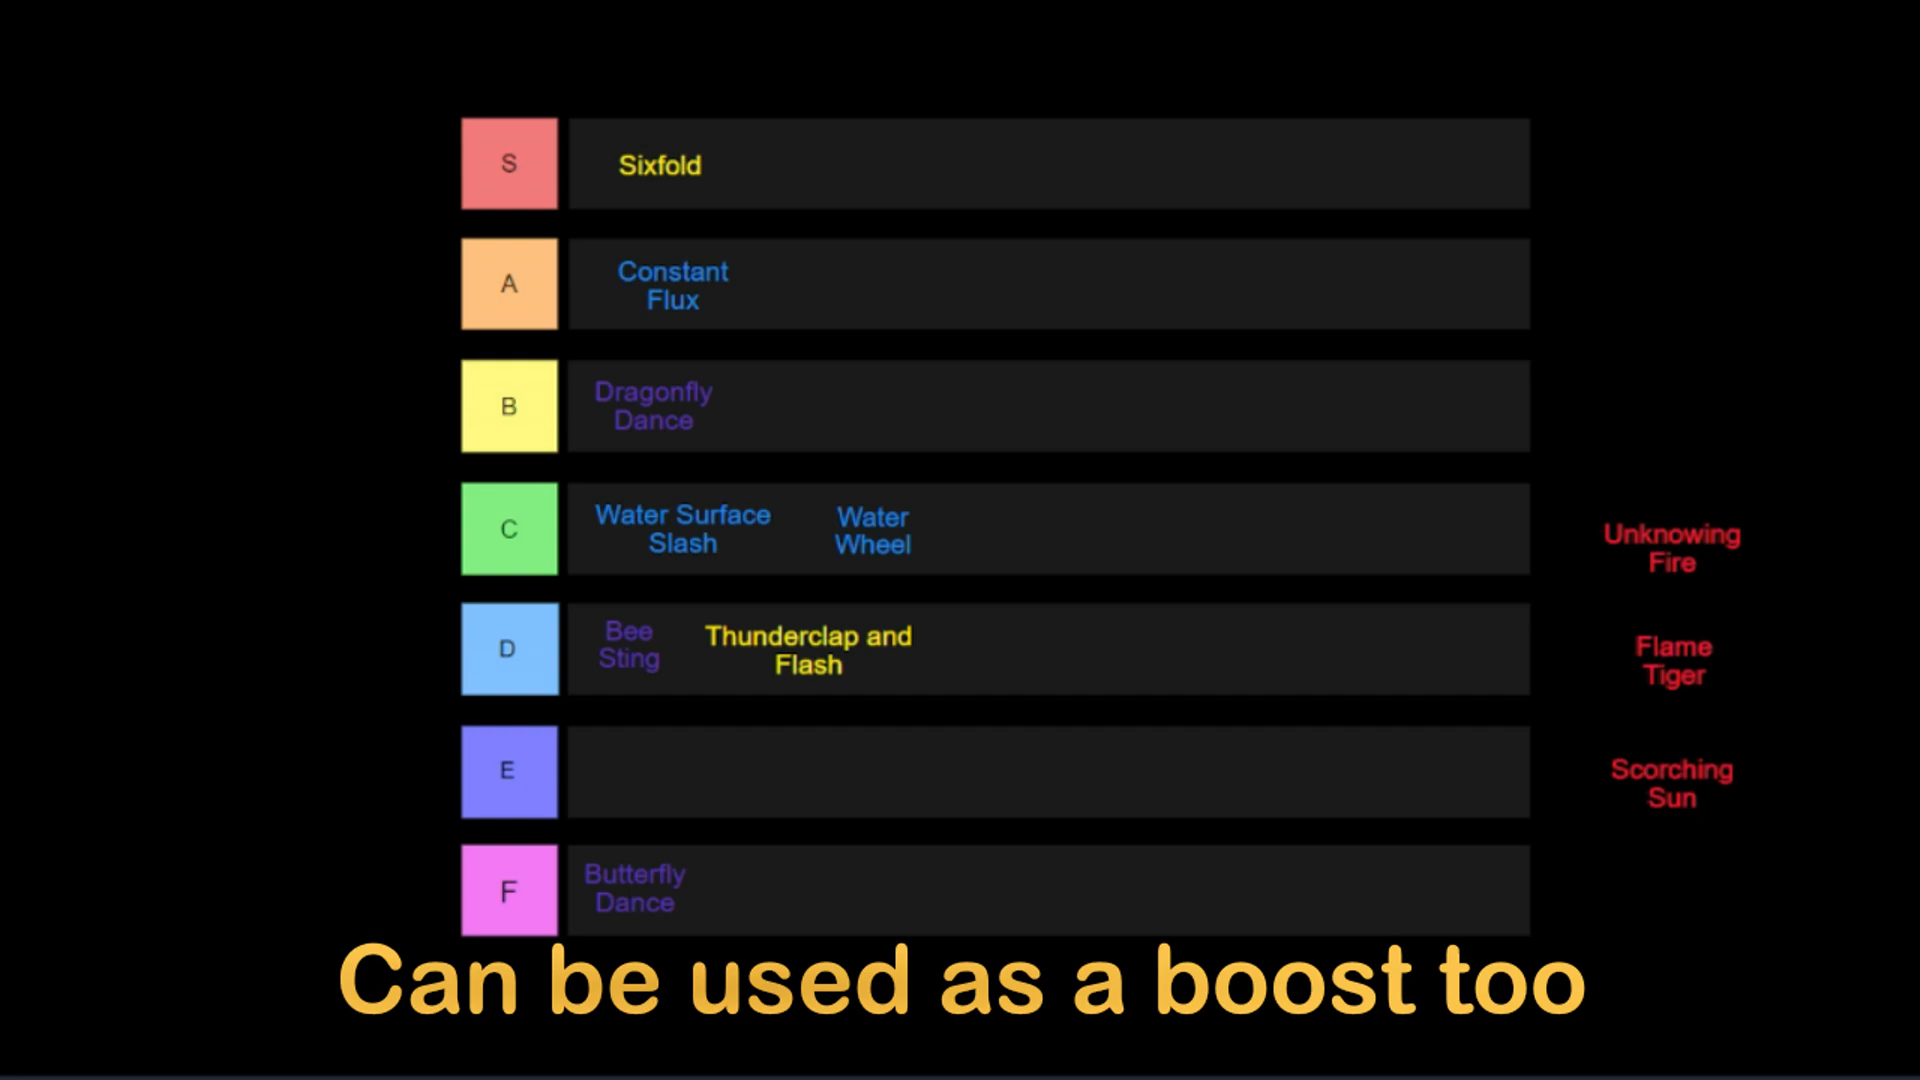 S
Sixfold
A
Constant
Flux
B
Dragonfly
Dance
C
Water Surface
Slash
Water
Wheel
Unknowing
Fire
D
Bee
Sting
Thunderclap and
Flash
Flame
Tiger
E
Scorching
Sun
F
Butterfly
Dance
Can be used as a boost too